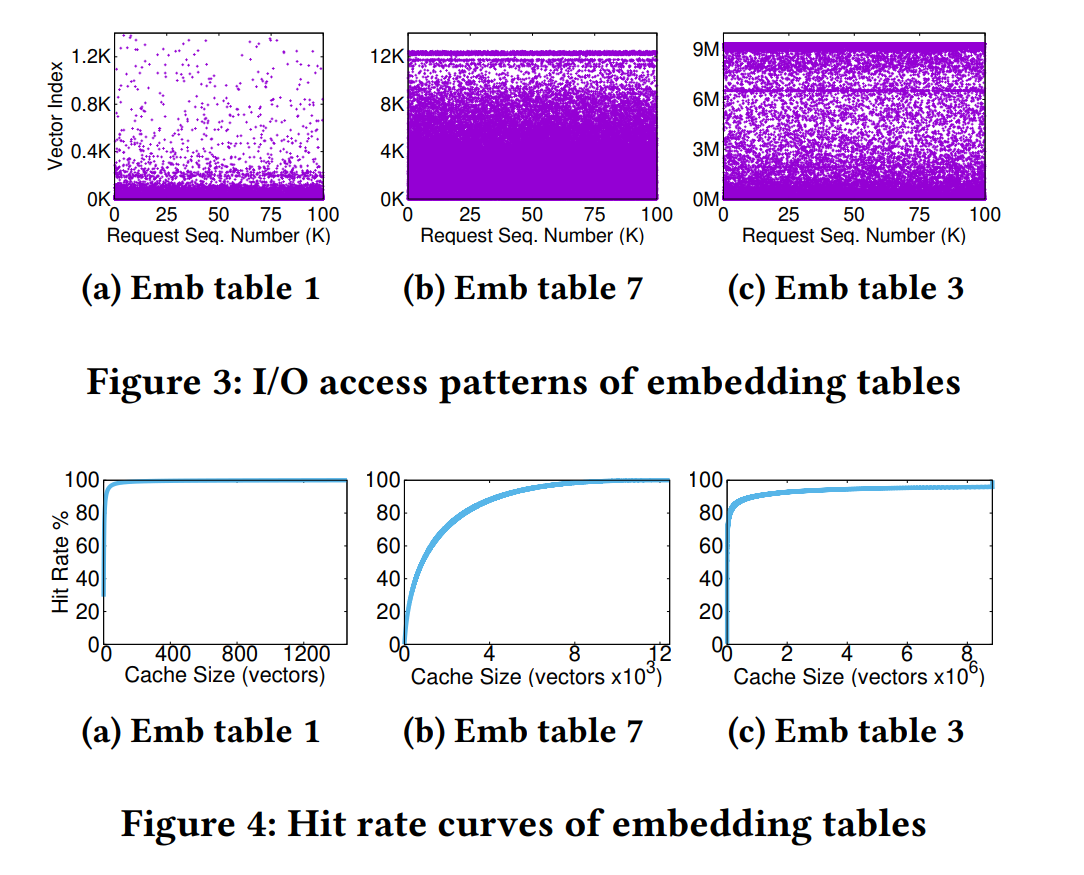 Vector Index
1.2K
0.8K
0.4K
0K
0 25 50 75 100
Request Seq. Number (K)
(a) Emb table 1
12K
8K
4K
0K
0 25 50 75 100
Request Seq. Number (K)
(b) Emb table 7
9M
6M
3M
0M
0 25 50 75 100
Request Seq. Number (K)
(c) Emb table 3
Figure 3: I/O access patterns of embedding tables
Hit Rate %
100
80
60
40
20
0
0 400 800 1200
Cache Size (vectors)
(a) Emb table 1
100
80
60
40
20
0
0 4 8 12
Cache Size (vectors x10³)
(b) Emb table 7
100
80
60
40
20
0
0 2 4 6 8
Cache Size (vectors x10⁶)
(c) Emb table 3
Figure 4: Hit rate curves of embedding tables